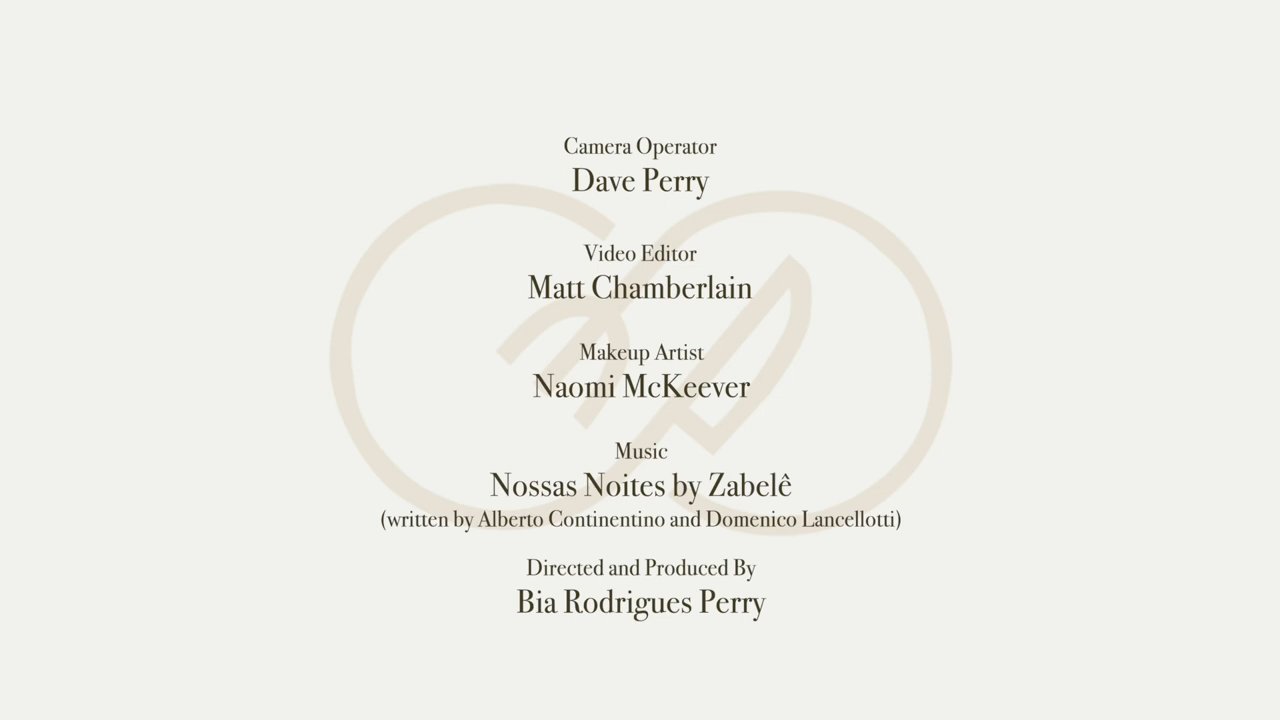 Camera Operator
Dave Perry
Video Editor
Matt Chamberlain
Makeup Artist
Naomi McKeever
Music
Nossas Noites by Zabelê
(written by Alberto Continentino and Domenico Lancellotti)
Directed and Produced By
Bia Rodrigues Perry